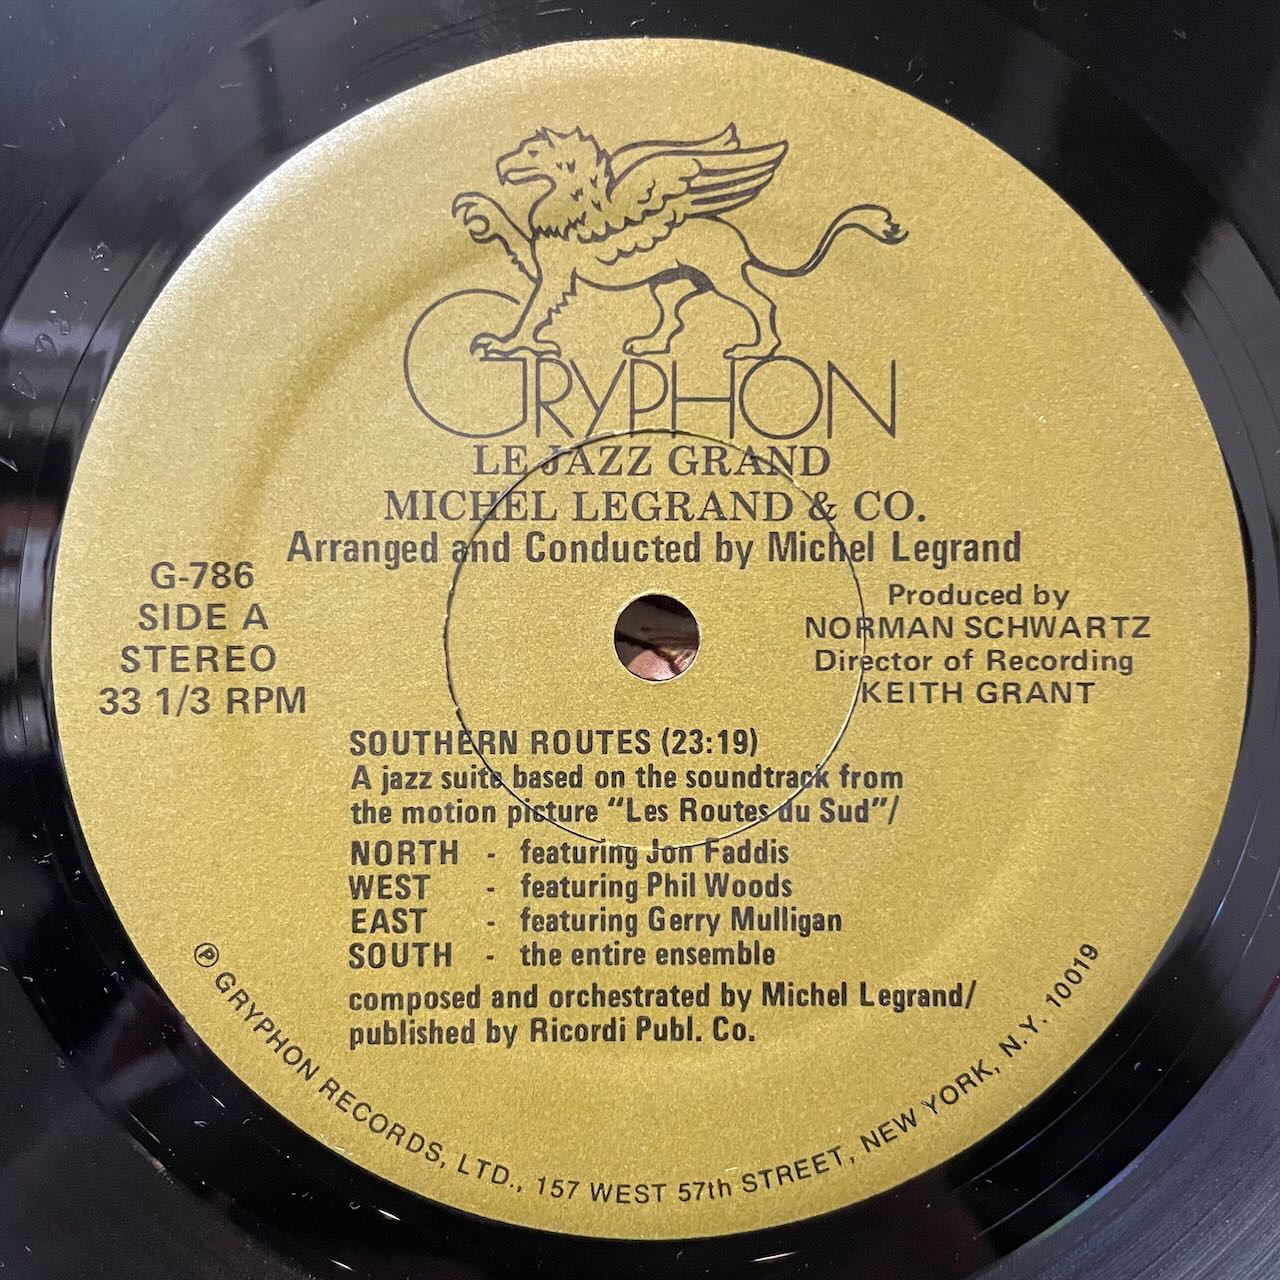 GRYPHON
LE JAZZ GRAND
MICHEL LEGRAND & CO.
Arranged and Conducted by Michel Legrand
G-786
SIDE A
STEREO
33 1/3 RPM
Produced by
NORMAN SCHWARTZ
Director of Recording
KEITH GRANT
SOUTHERN ROUTES (23:19)
A jazz suite based on the soundtrack from
the motion picture “Les Routes du Sud”/
NORTH - featuring Jon Faddis
WEST - featuring Phil Woods
EAST - featuring Gerry Mulligan
SOUTH - the entire ensemble
composed and orchestrated by Michel Legrand/
published by Ricordi Publ. Co.
℗ GRYPHON RECORDS, LTD., 157 WEST 57th STREET, NEW YORK, N.Y. 10019